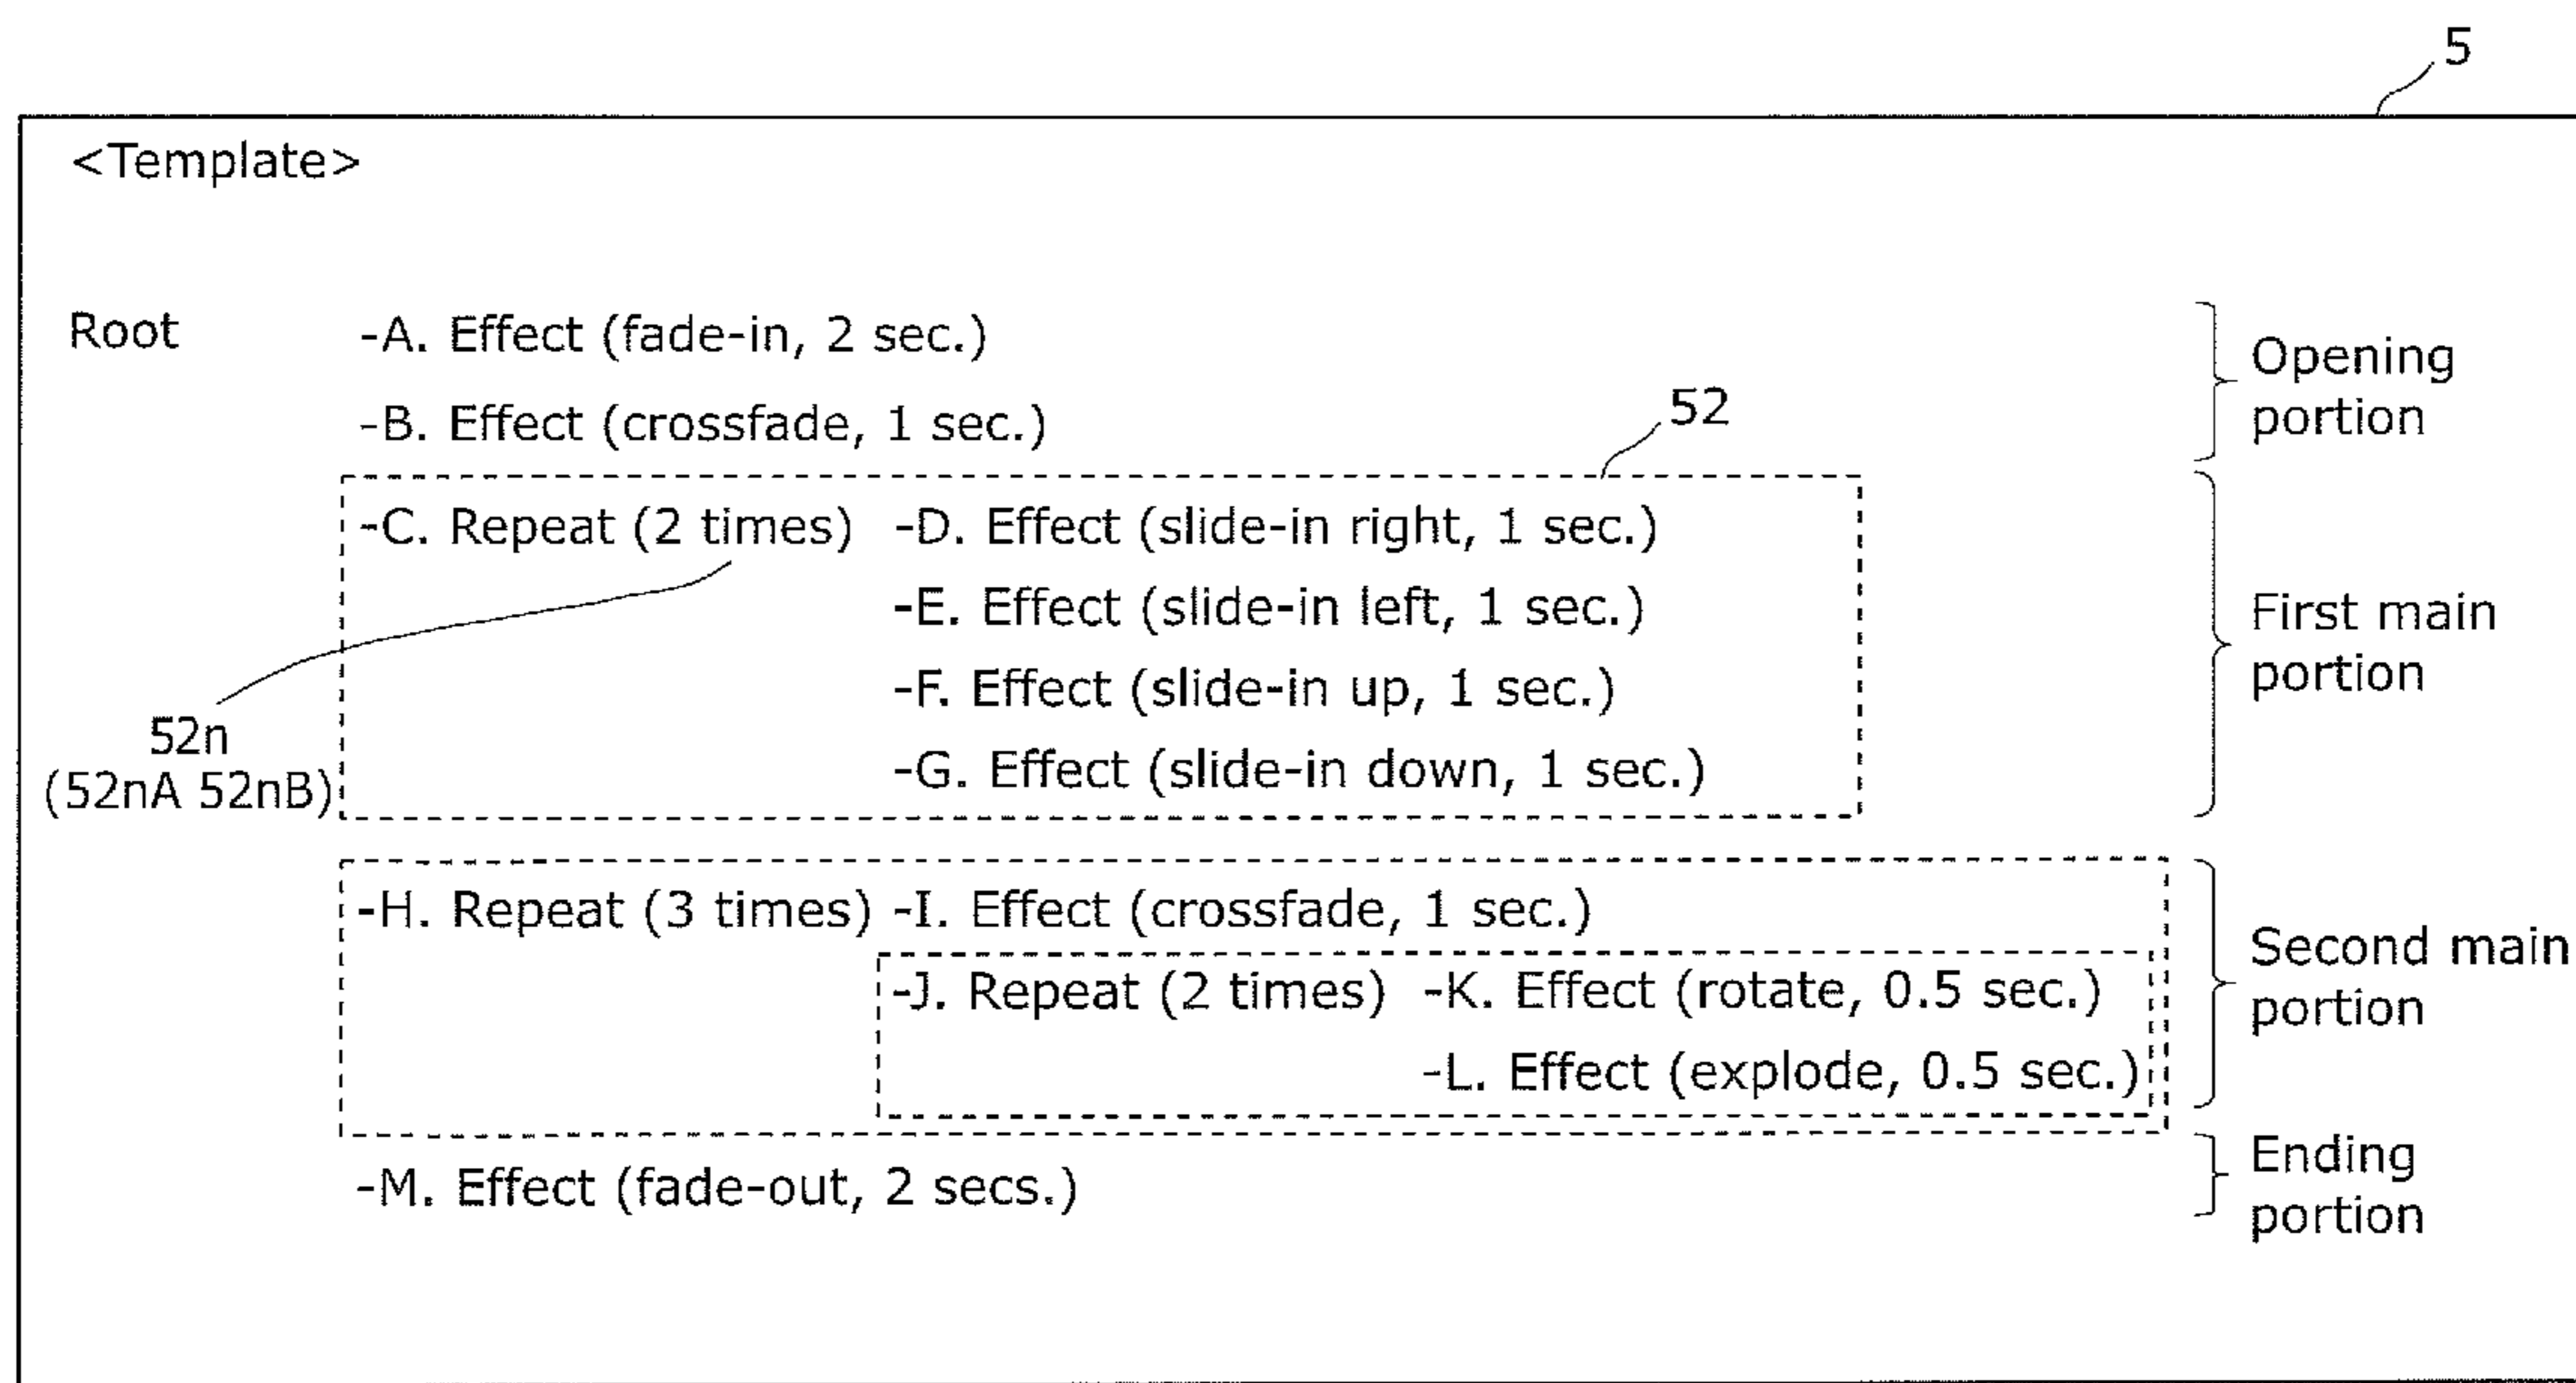 5
<Template>
Root -A. Effect (fade-in, 2 sec.)
-B. Effect (crossfade, 1 sec.)
Opening
portion
52
-C. Repeat (2 times) -D. Effect (slide-in right, 1 sec.)
-E. Effect (slide-in left, 1 sec.)
-F. Effect (slide-in up, 1 sec.)
-G. Effect (slide-in down, 1 sec.)
First main
portion
52n
(52nA 52nB)
-H. Repeat (3 times) -I. Effect (crossfade, 1 sec.)
-J. Repeat (2 times) -K. Effect (rotate, 0.5 sec.)
-L. Effect (explode, 0.5 sec.)
Second main
portion
-M. Effect (fade-out, 2 secs.)
Ending
portion